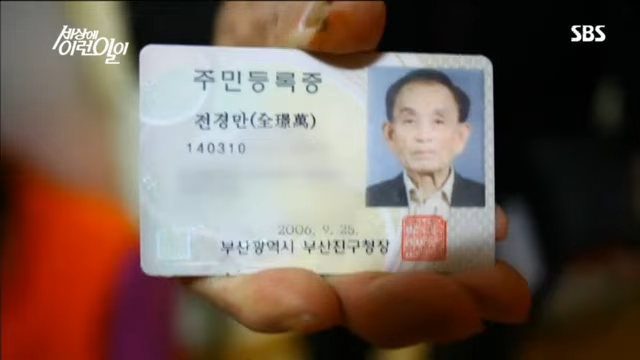 세상에
이런일이
SBS
주민등록증
전경만(全璟萬)
140310
2006. 9. 25.
부산광역시 부산진구청장